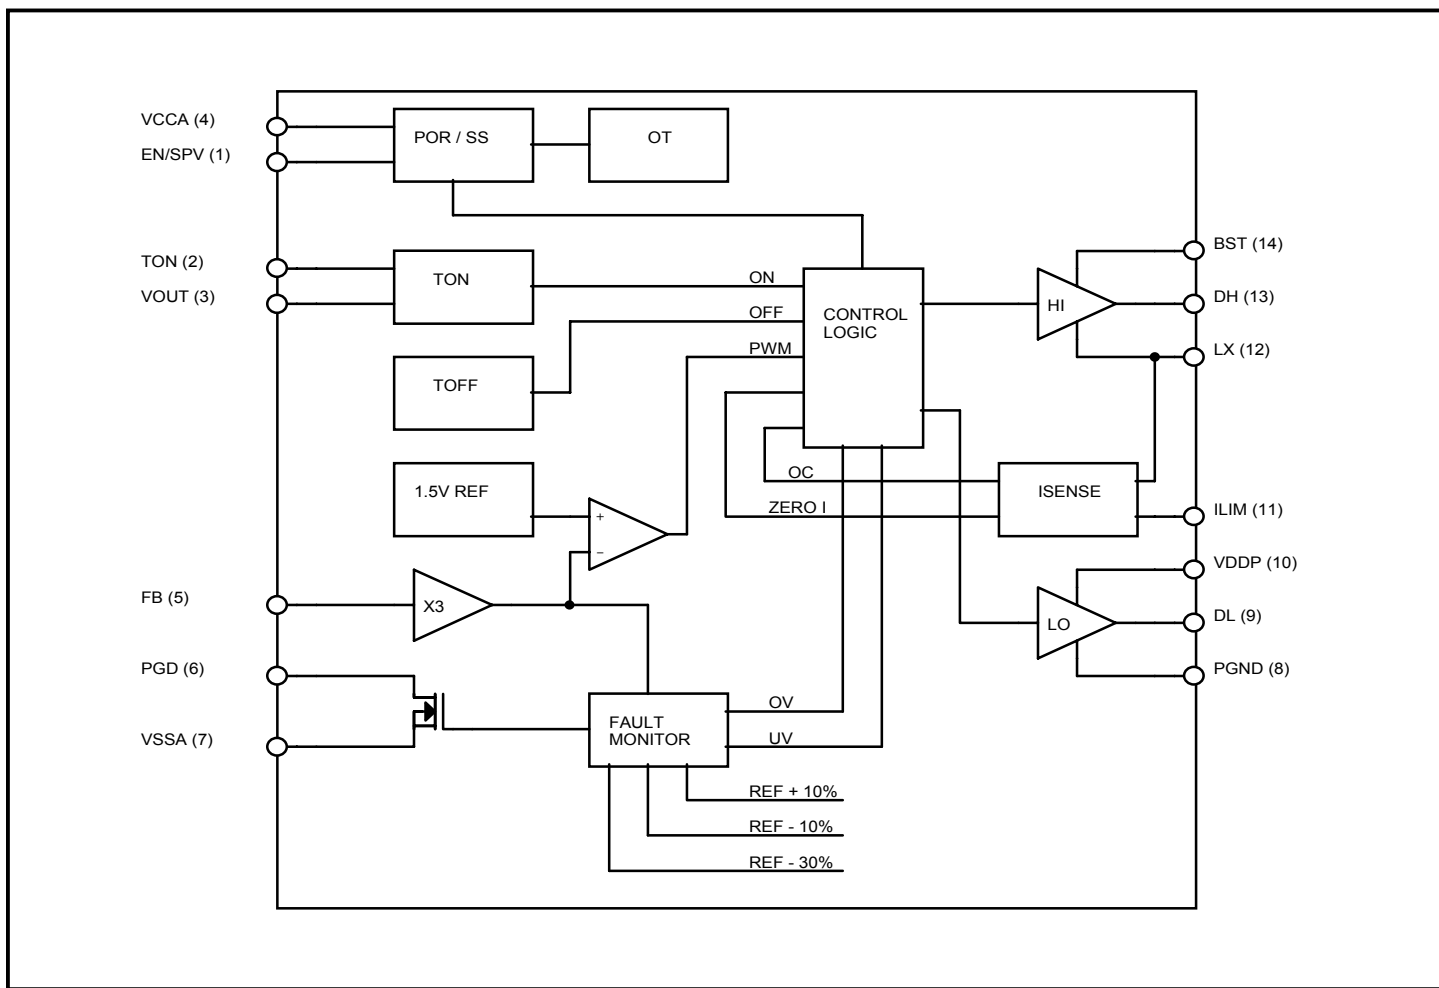 VCCA (4)
EN/SPV (1)
POR / SS
OT
TON (2)
VOUT (3)
TON
ON
OFF
PWM
CONTROL
LOGIC
TOFF
HI
BST (14)
DH (13)
LX (12)
1.5V REF
+
−
OC
ZERO I
ISENSE
ILIM (11)
VDDP (10)
FB (5)
X3
LO
DL (9)
PGND (8)
PGD (6)
VSSA (7)
FAULT
MONITOR
OV
UV
REF + 10%
REF - 10%
REF - 30%